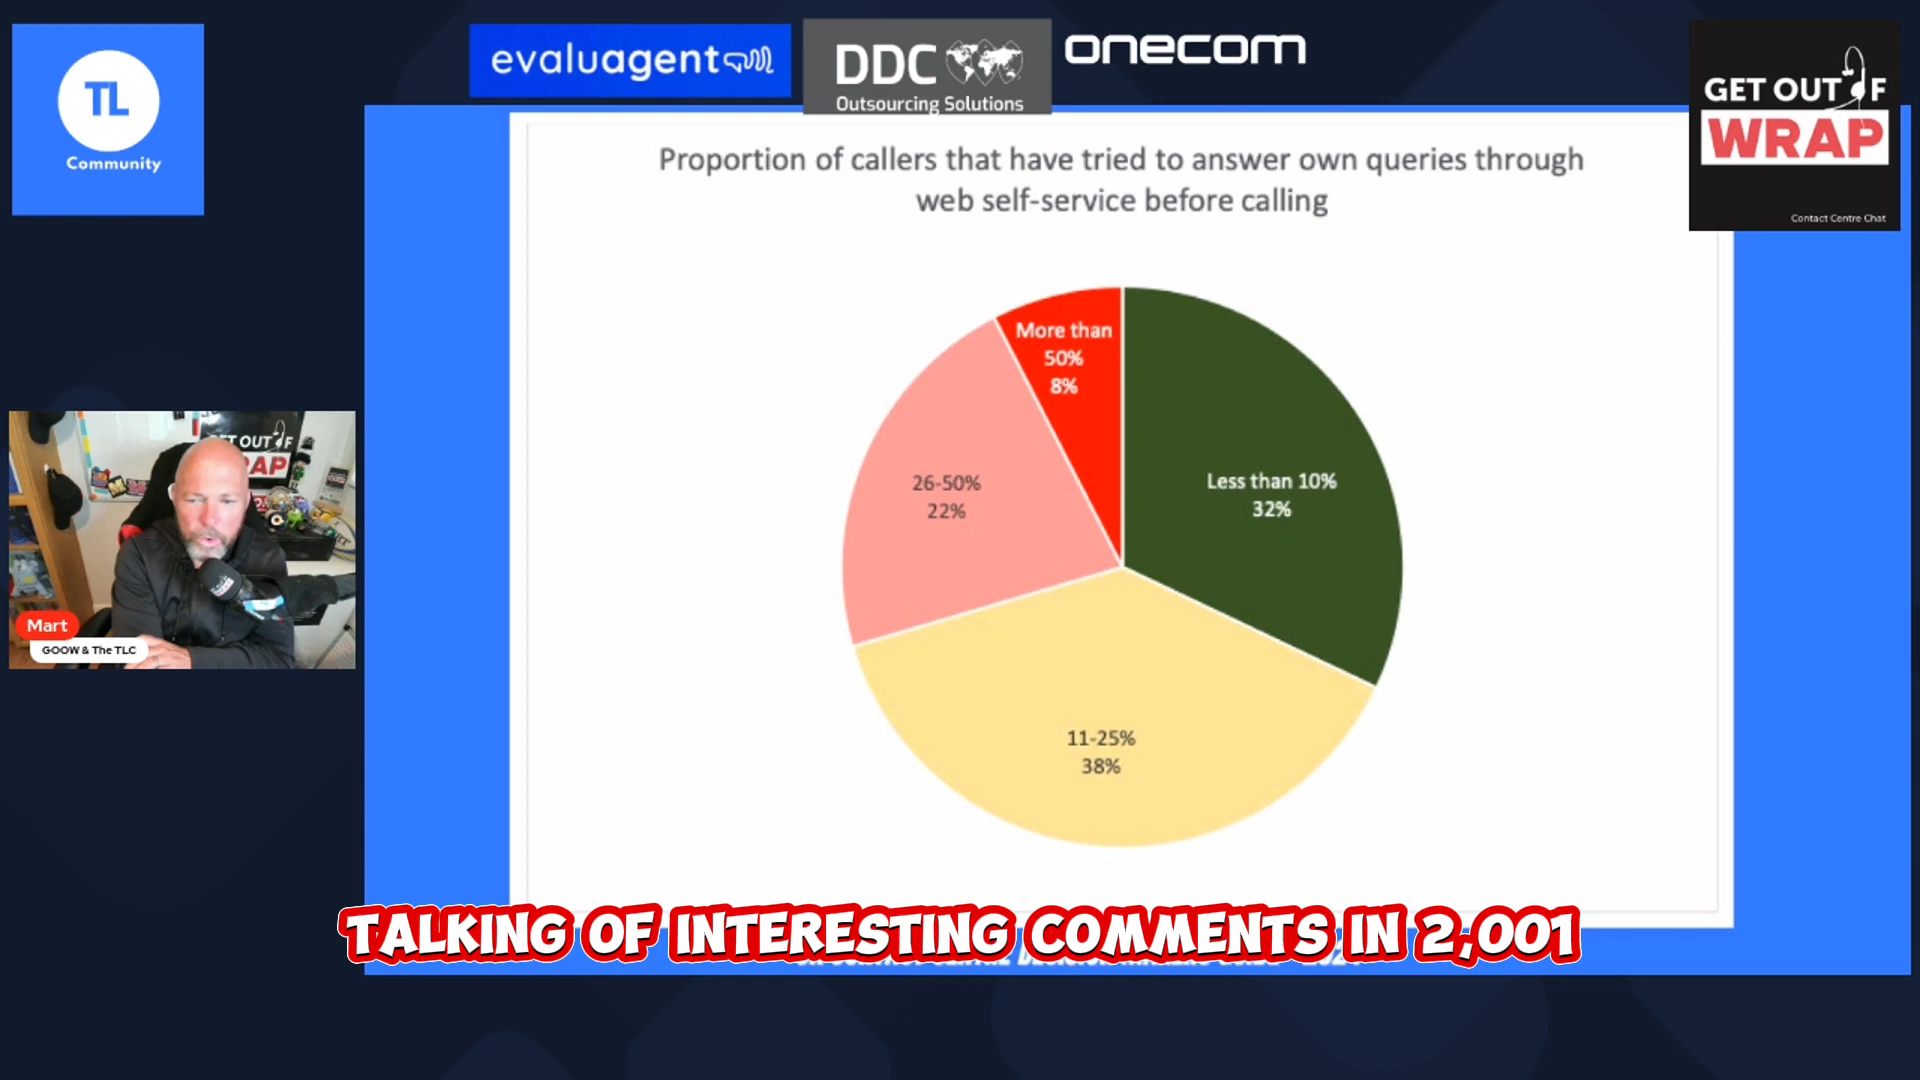 TL
Community
evaluagent
DDC
Outsourcing Solutions
onecom
GET OUT OF
WRAP
Contact Centre Chat
Proportion of callers that have tried to answer own queries through
web self-service before calling
More than
50%
8%
Less than 10%
32%
26-50%
22%
11-25%
38%
Mart
GOOW & The TLC
TALKING OF INTERESTING COMMENTS IN 2,001